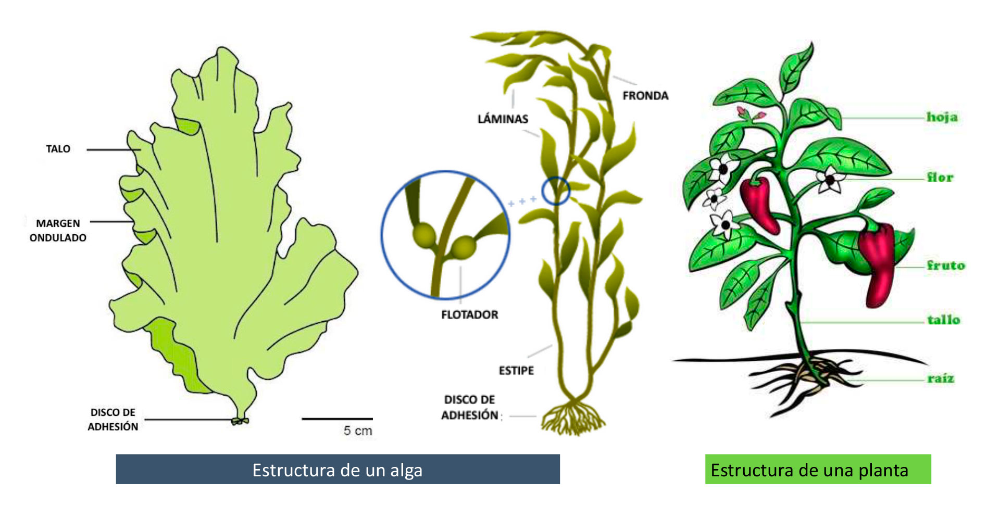 TALO
MARGEN
ONDULADO
DISCO DE
ADHESIÓN
5 cm
LÁMINAS
FRONDA
FLOTADOR
ESTIPE
DISCO DE
ADHESIÓN :
hoja
flor
fruto
tallo
raíz
Estructura de un alga
Estructura de una planta